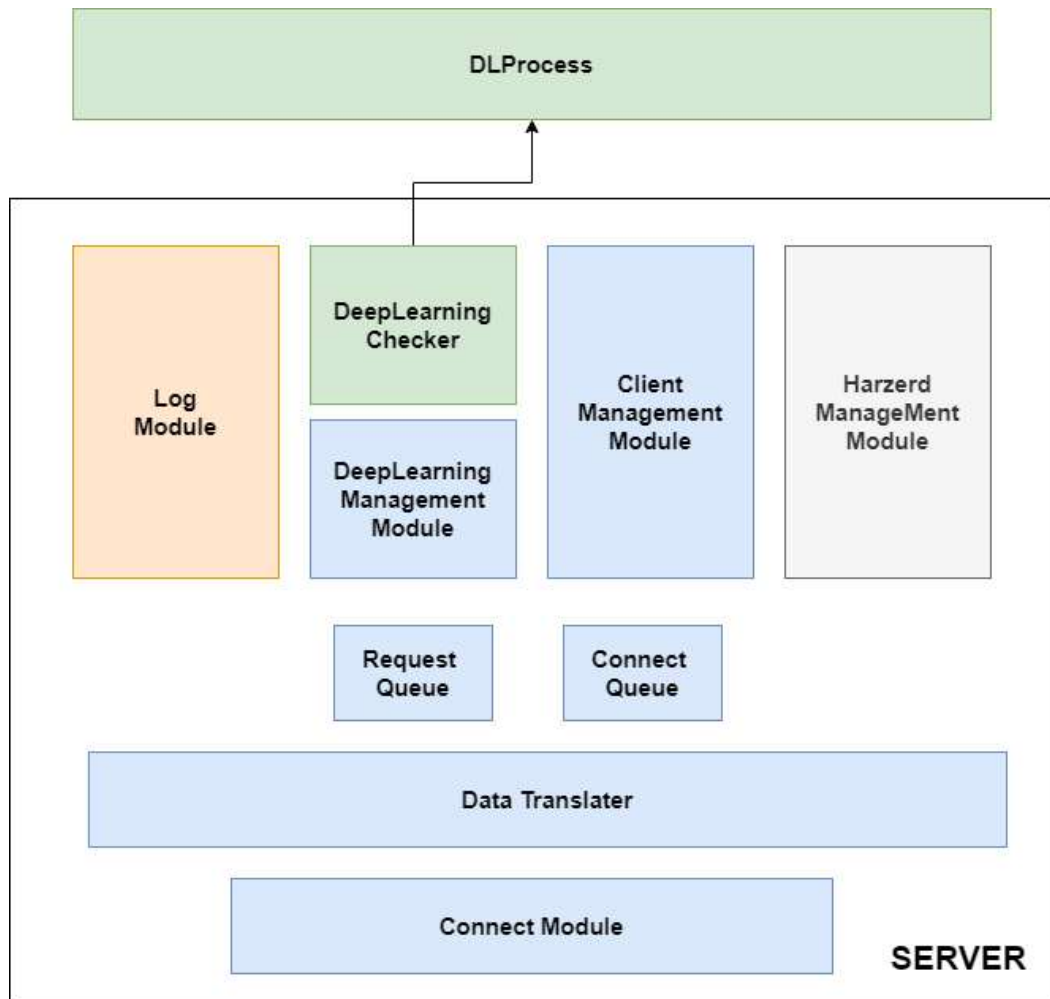 DLProcess
DeepLearning
Checker
Log
Module
Client
Management
Module
Harzerd
ManageMent
Module
DeepLearning
Management
Module
Request
Queue
Connect
Queue
Data Translater
Connect Module
SERVER